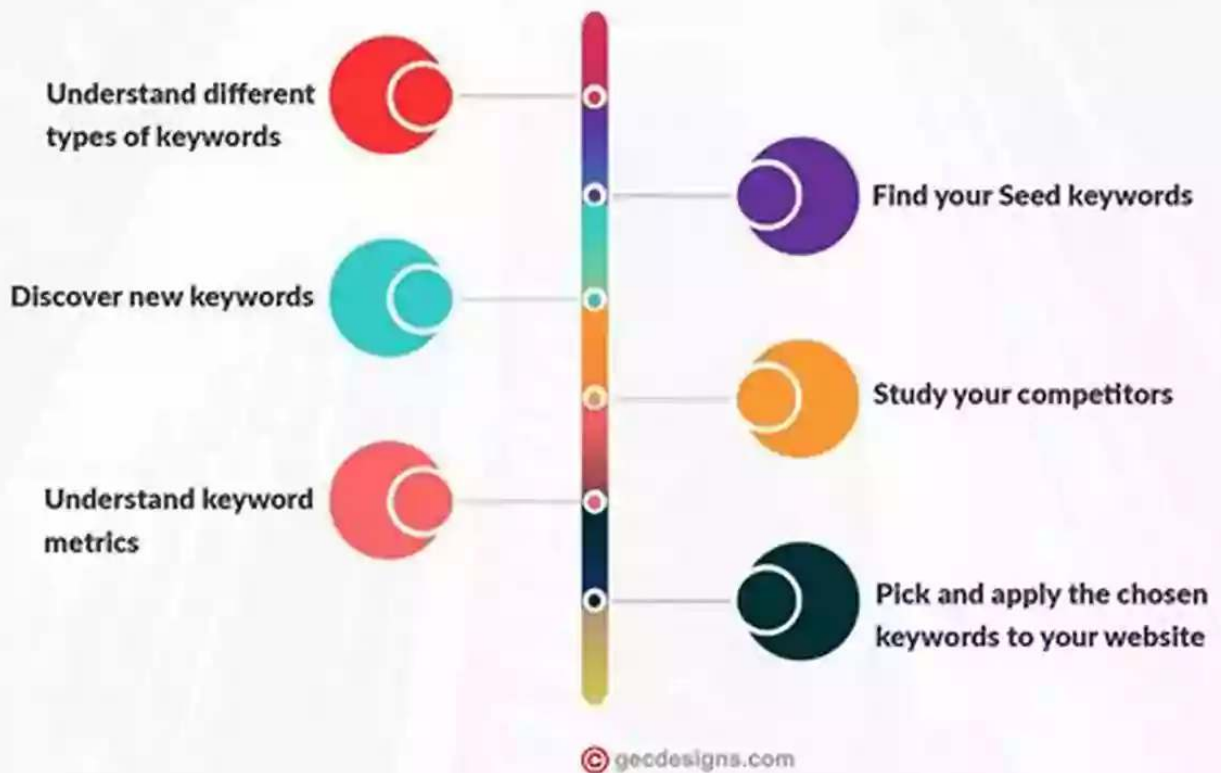 Understand different
types of keywords
Find your Seed keywords
Discover new keywords
Study your competitors
Understand keyword
metrics
Pick and apply the chosen
keywords to your website
© gecdesigns.com